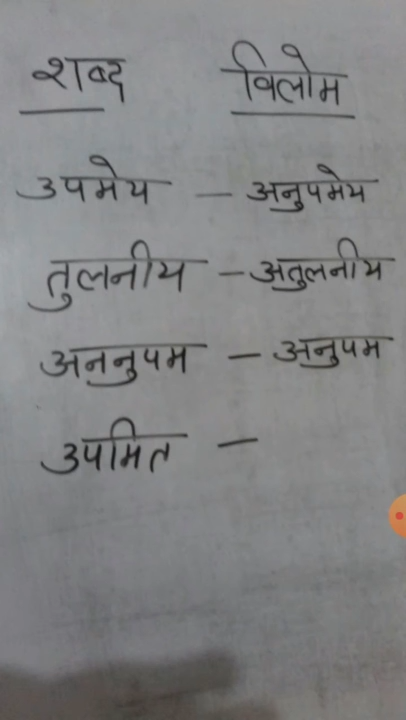 शब्द विलोम
उपमेय – अनुपमेय
तुलनीय – अतुलनीय
अननुपम – अनुपम
उपमित –